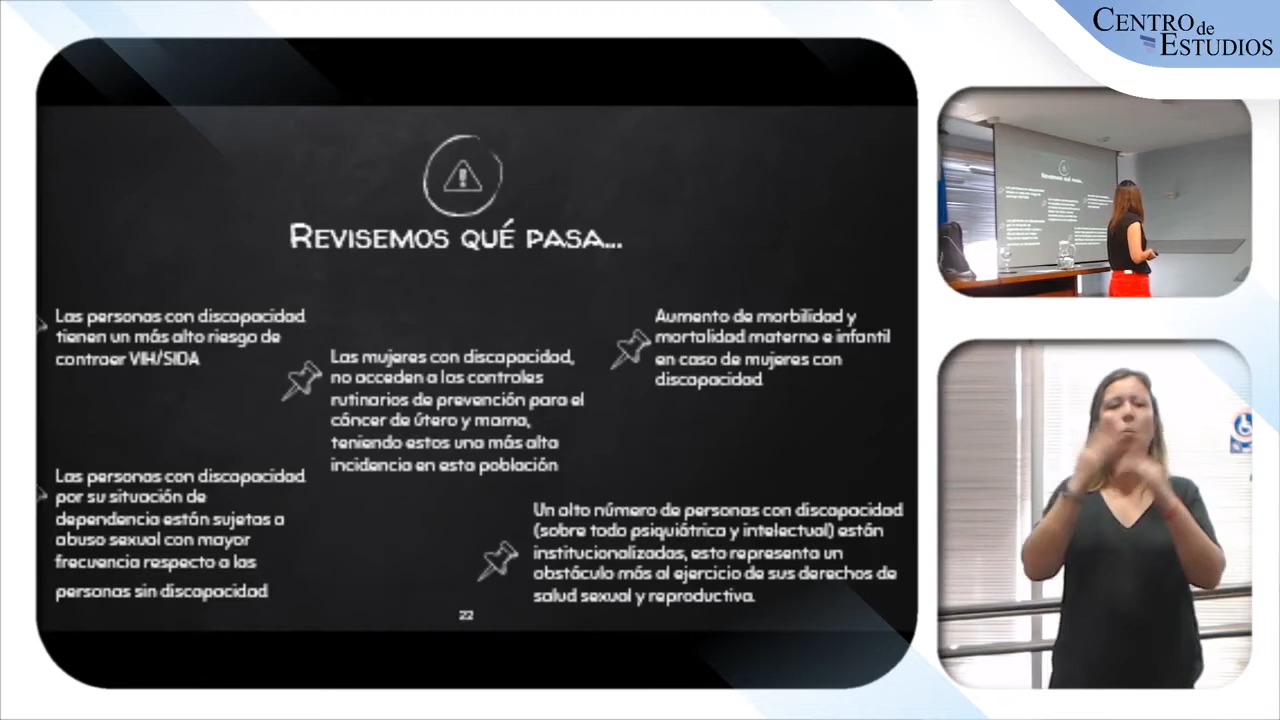 CENTRO de
ESTUDIOS
REVISEMOS QUÉ PASA...
Las personas con discapacidad
tienen un más alto riesgo de
contraer VIH/SIDA
Las mujeres con discapacidad,
no acceden a los controles
rutinarios de prevención para el
cáncer de útero y mama,
teniendo estos una más alta
incidencia en esta población
Aumento de morbilidad y
mortalidad materno e infantil
en caso de mujeres con
discapacidad
Las personas con discapacidad
por su situación de
dependencia están sujetas a
abuso sexual con mayor
frecuencia respecto a las
personas sin discapacidad
Un alto número de personas con discapacidad
(sobre todo psiquiátrica y intelectual) están
institucionalizadas, esto representa un
obstáculo más al ejercicio de sus derechos de
salud sexual y reproductiva.
22
Revisemos qué pasa...